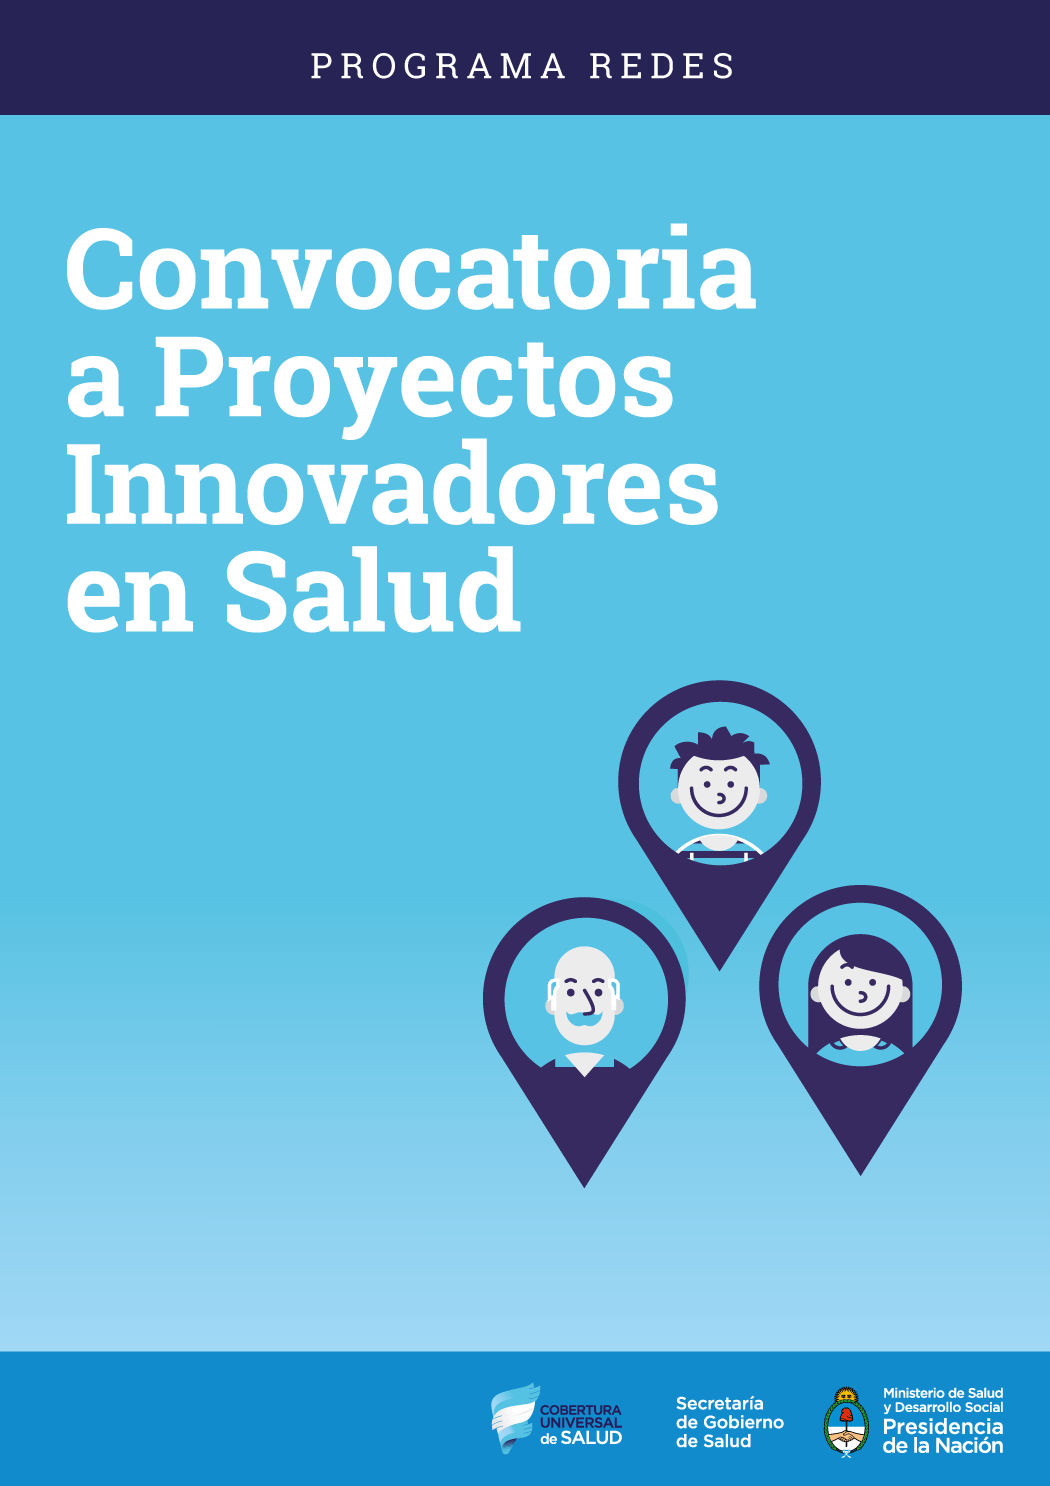 PROGRAMA REDES
Convocatoria
a Proyectos
Innovadores
en Salud
COBERTURA
UNIVERSAL
de SALUD
Secretaría
de Gobierno
de Salud
Ministerio de Salud
y Desarrollo Social
Presidencia
de la Nación